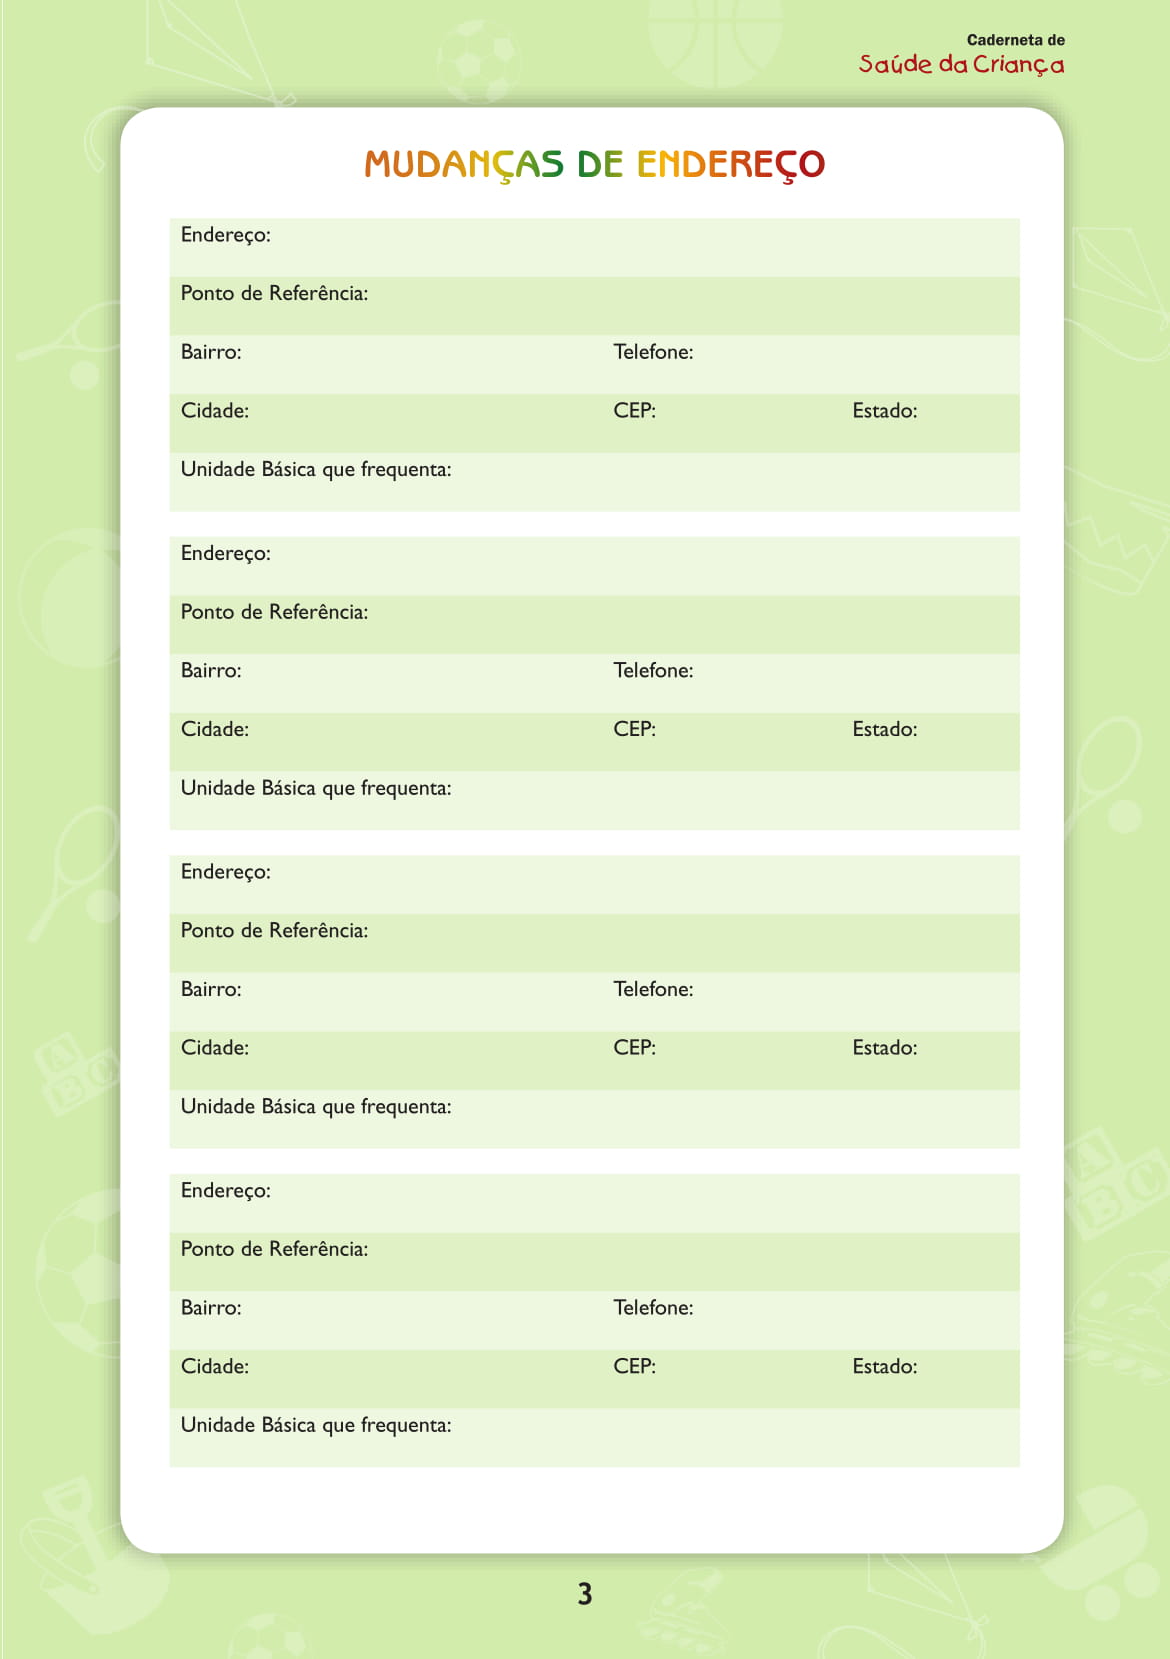 Caderneta de
Saúde da Criança
MUDANÇAS DE ENDEREÇO
Endereço:
Ponto de Referência:
Bairro: Telefone:
Cidade: CEP: Estado:
Unidade Básica que frequenta:
Endereço:
Ponto de Referência:
Bairro: Telefone:
Cidade: CEP: Estado:
Unidade Básica que frequenta:
Endereço:
Ponto de Referência:
Bairro: Telefone:
Cidade: CEP: Estado:
Unidade Básica que frequenta:
Endereço:
Ponto de Referência:
Bairro: Telefone:
Cidade: CEP: Estado:
Unidade Básica que frequenta:
A
B
C
A
B
C
3